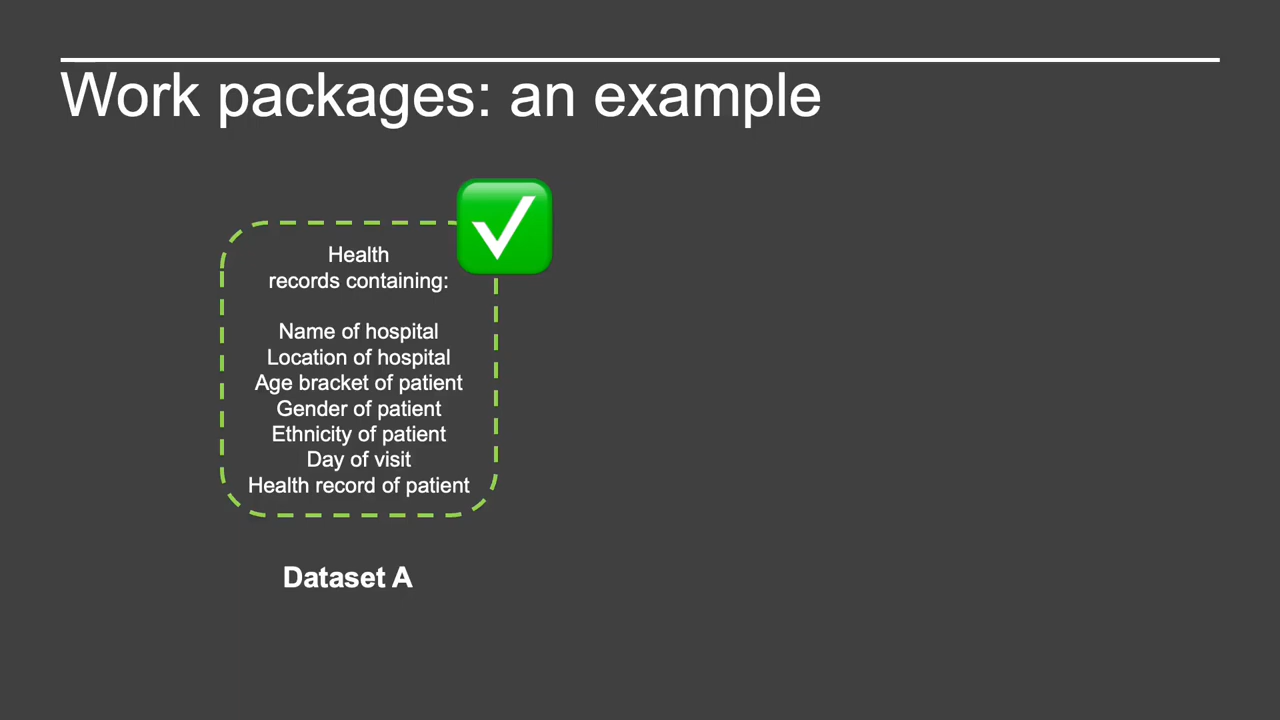 Work packages: an example
Health
records containing:
Name of hospital
Location of hospital
Age bracket of patient
Gender of patient
Ethnicity of patient
Day of visit
Health record of patient
Dataset A